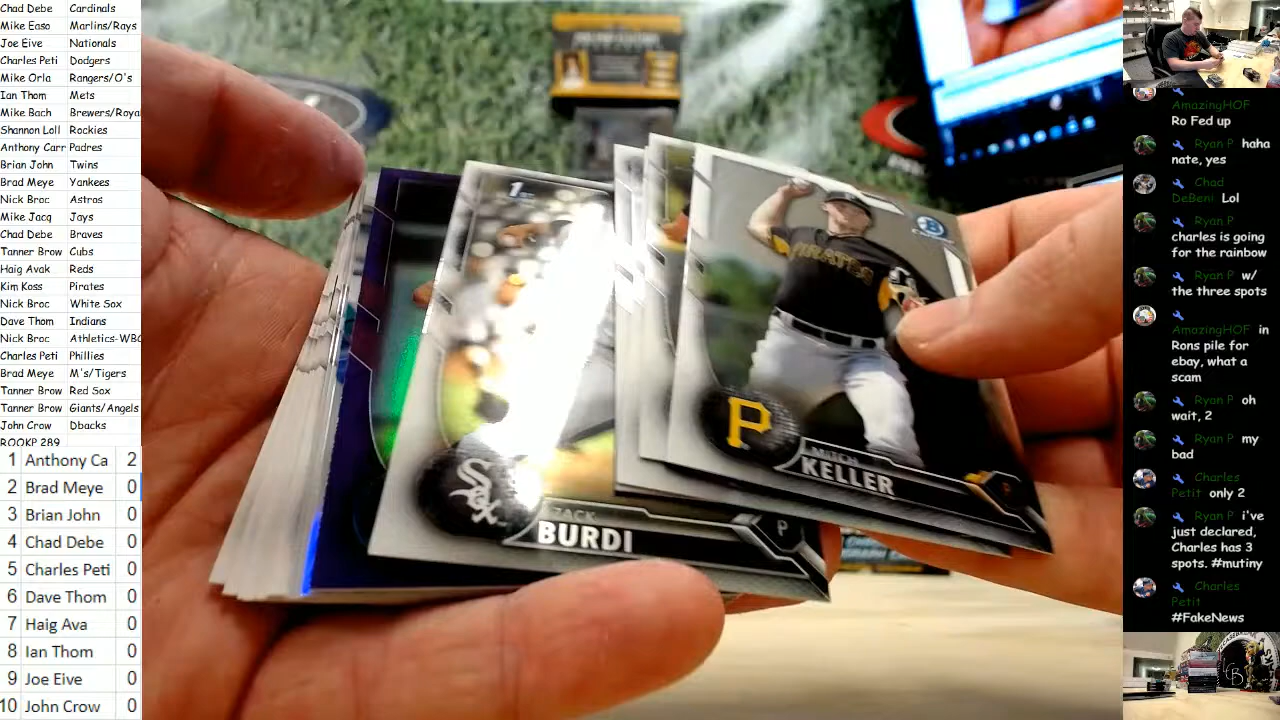 Chad Debe Cardinals
Mike Easo Marlins/Rays
Joe Eive Nationals
Charles Peti Dodgers
Mike Orla Rangers/O's
Ian Thom Mets
Mike Bach Brewers/Roya
Shannon Loll Rockies
Anthony Carr Padres
Brian John Twins
Brad Meye Yankees
Nick Broc Astros
Mike Jacq Jays
Chad Debe Braves
Tanner Brow Cubs
Haig Avak Reds
Kim Koss Pirates
Nick Broc White Sox
Dave Thom Indians
Nick Broc Athletics-WBC
Charles Peti Phillies
Brad Meye M's/Tigers
Tanner Brow Red Sox
Tanner Brow Giants/Angels
John Crow Dbacks
ROOKP 289
1 Anthony Ca 2
2 Brad Meye 0
3 Brian John 0
4 Chad Debe 0
5 Charles Peti 0
6 Dave Thom 0
7 Haig Ava 0
8 Ian Thom 0
9 Joe Eive 0
10 John Crow 0
1st
PIRATES
P
MITCH
KELLER
P
Sox
ZACK
BURDI
P
AmazingHOF
Ro Fed up
Ryan P haha
nate, yes
Chad
DeBeni Lol
Ryan P
charles is going
for the rainbow
Ryan P w/
the three spots
AmazingHOF in
Rons pile for
ebay, what a
scam
Ryan P oh
wait, 2
Ryan P my
bad
Charles
Petit only 2
Ryan P i've
just declared,
Charles has 3
spots. #mutiny
Charles
Petit
#FakeNews